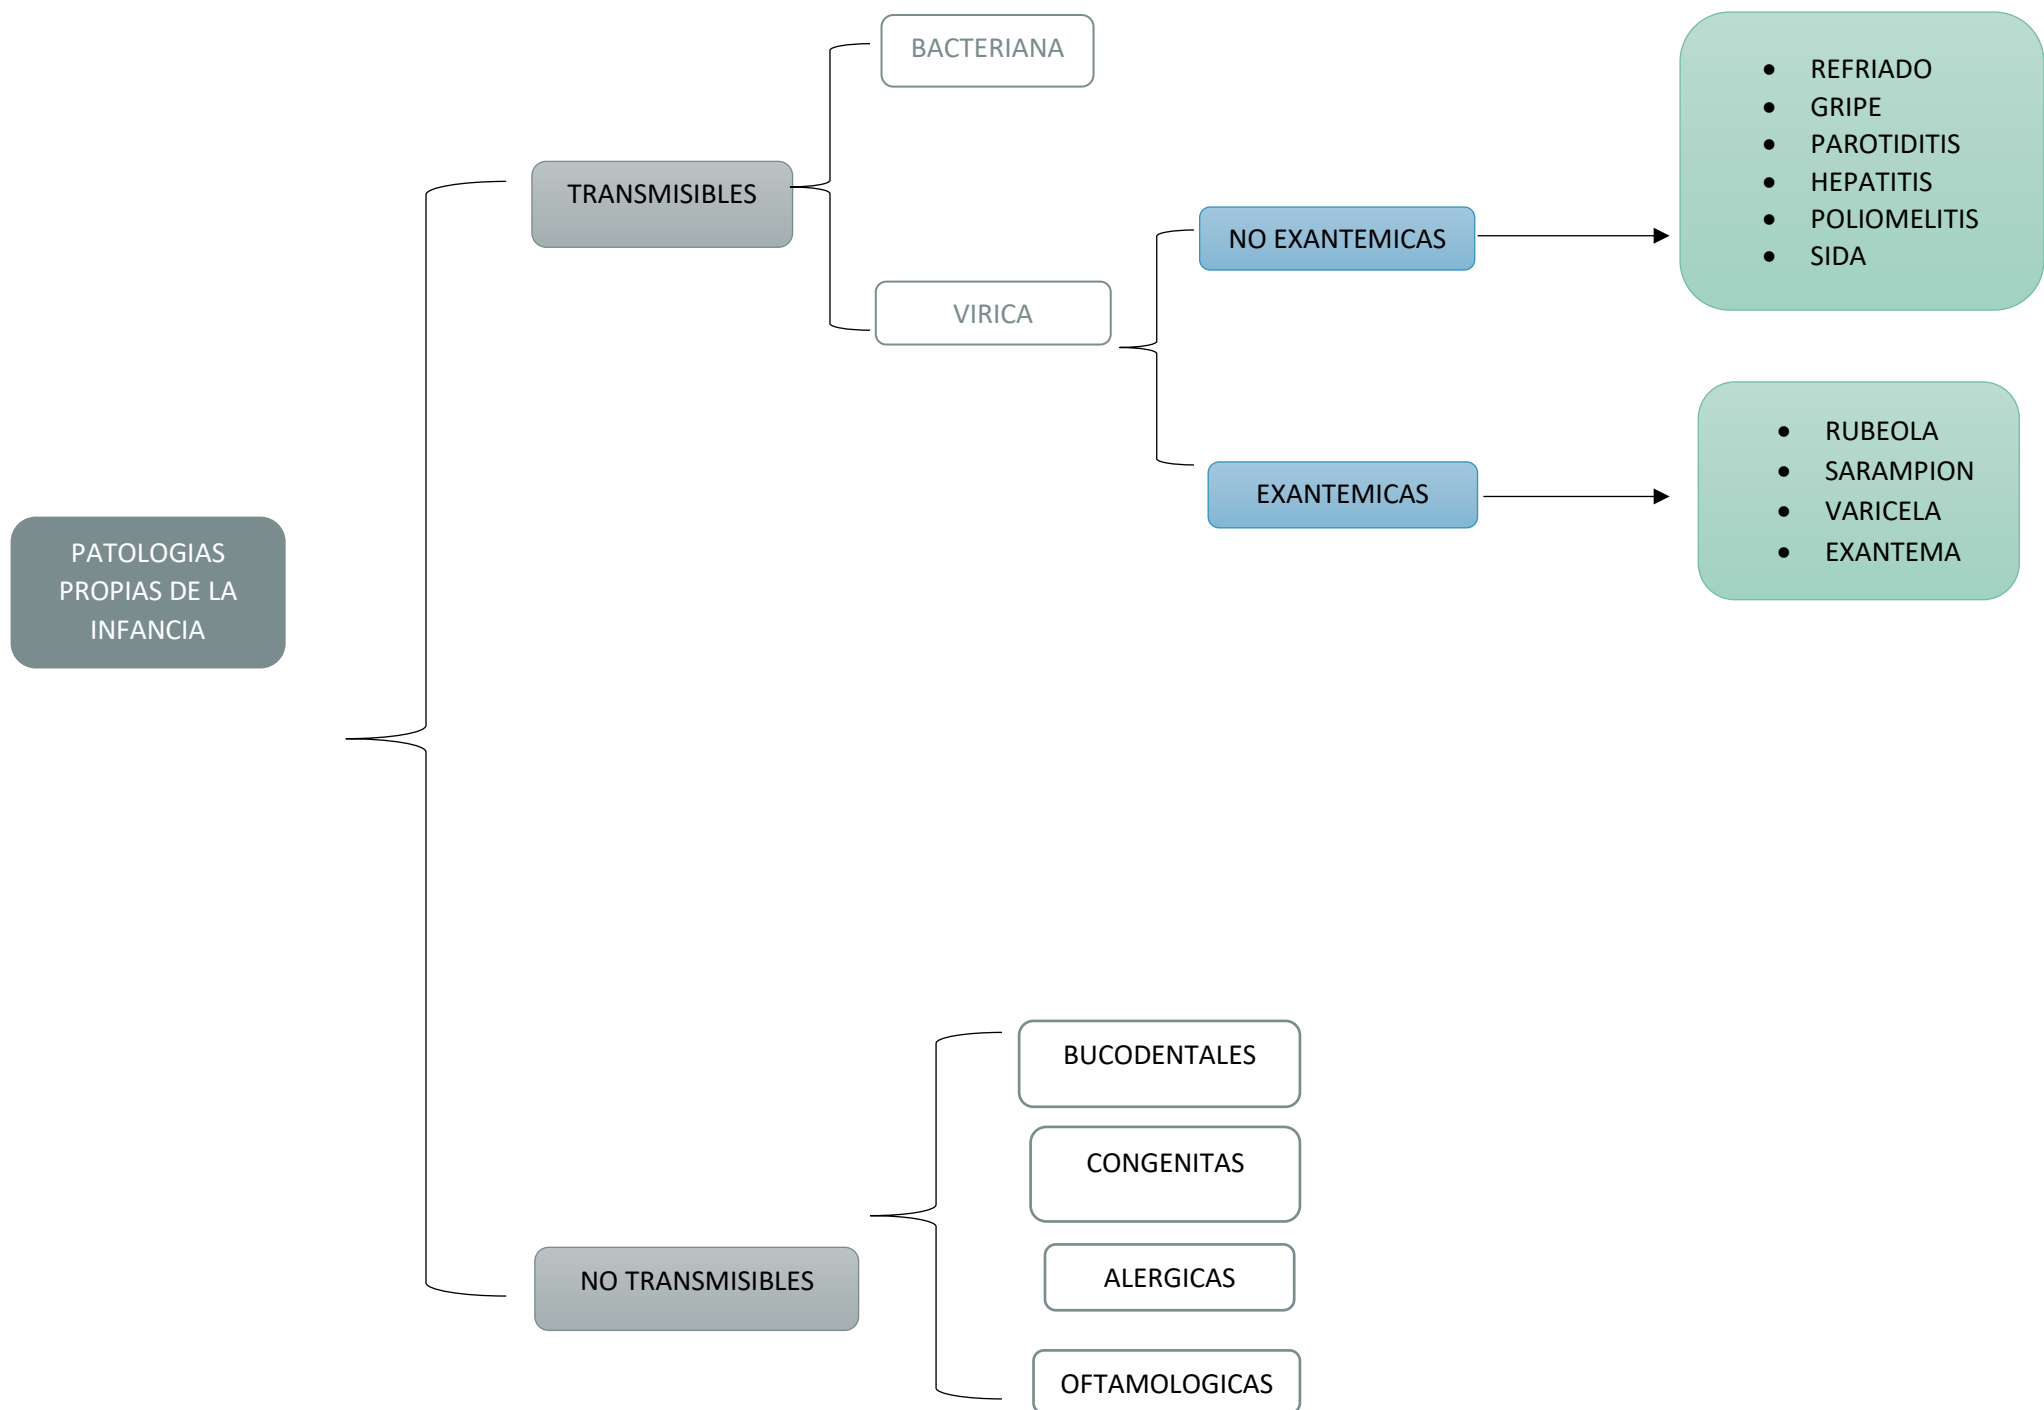 PATOLOGIAS
PROPIAS DE LA
INFANCIA
TRANSMISIBLES
BACTERIANA
VIRICA
NO EXANTEMICAS
• REFRIADO
• GRIPE
• PAROTIDITIS
• HEPATITIS
• POLIOMELITIS
• SIDA
EXANTEMICAS
• RUBEOLA
• SARAMPION
• VARICELA
• EXANTEMA
NO TRANSMISIBLES
BUCODENTALES
CONGENITAS
ALERGICAS
OFTAMOLOGICAS